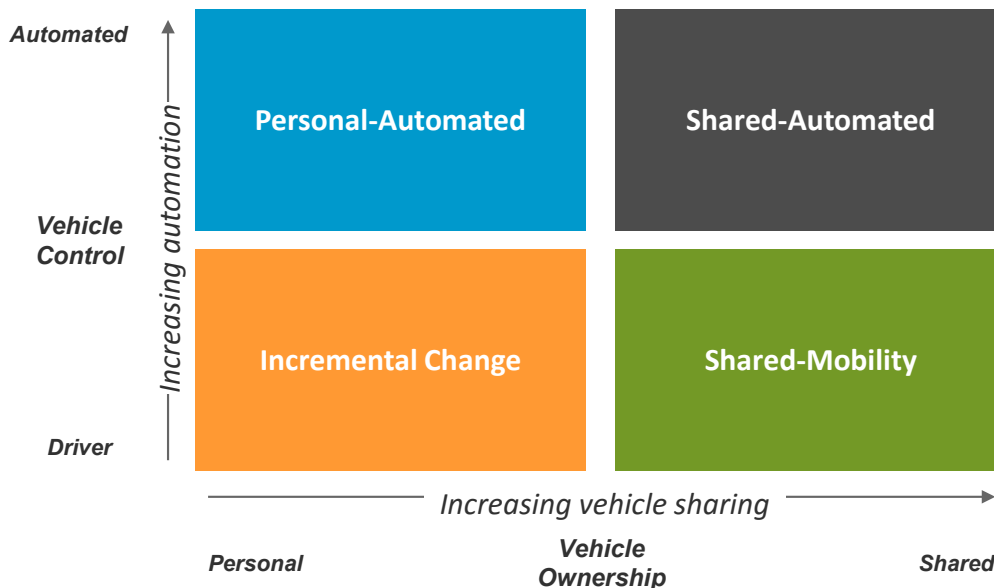 Automated
Increasing automation
Personal-Automated
Shared-Automated
Vehicle
Control
Incremental Change
Shared-Mobility
Driver
Increasing vehicle sharing
Personal
Vehicle
Ownership
Shared